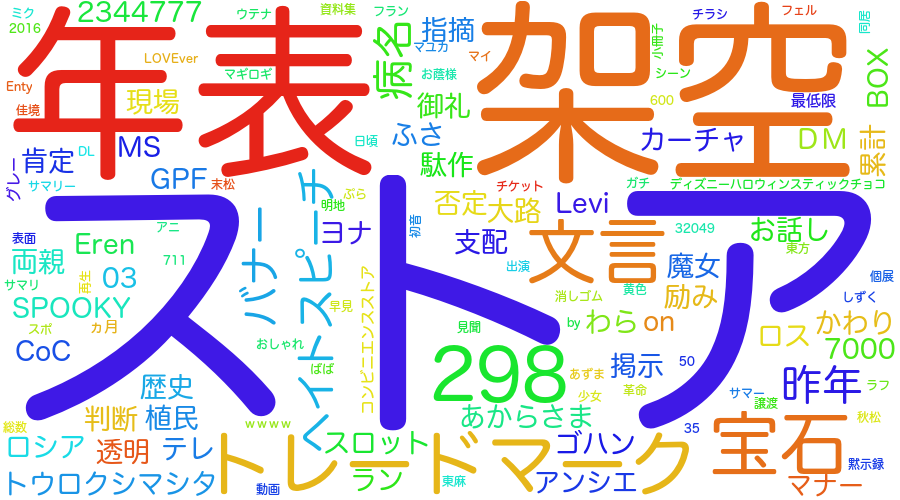 ミク
2344777
ウテナ
資料集
フラン
チラシ
フェル
同居
2016
年表
病名
指摘
マユカ
架空
小冊子
LOVEver
マギロギ
お蔭様
マイ
シーン
BOX
Enty
佳境
現場
御礼
600
最低限
日頃
ふさ
カーチャ
DM
累計
DL
MS
肯定
グレー
サマリー
GPF
末松
駄作
チケット
ガチ
ディズニーハロウィンスティックチョコ
ぷら
明地
否定
大路
Levi
ストア
表面
アニ
Eren
バナー
ヘイトスピーチ
ヨナ
初音
支配
文言
32049
お話し
東方
両親
711
出演
魔女
個展
サマリ
再生
03
コンビニエンスストア
黄色
励み
しずく
SPOOKY
早見
消しゴム
スポ
カ月
見聞
by
わら
on
ロス
かわり
CoC
おしゃれ
298
掲示
50
7000
ばば
あずま
歴史
少女
革命
サマー
昨年
ラフ
譲渡
判断
植民
あからさま
総数
wwww
35
宝石
秋松
ロシア
透明
テレ
トレードマーク
スロット
ゴハン
黙示録
トウロクシマシタ
動画
ラン
東麻
アンシエ
マナー